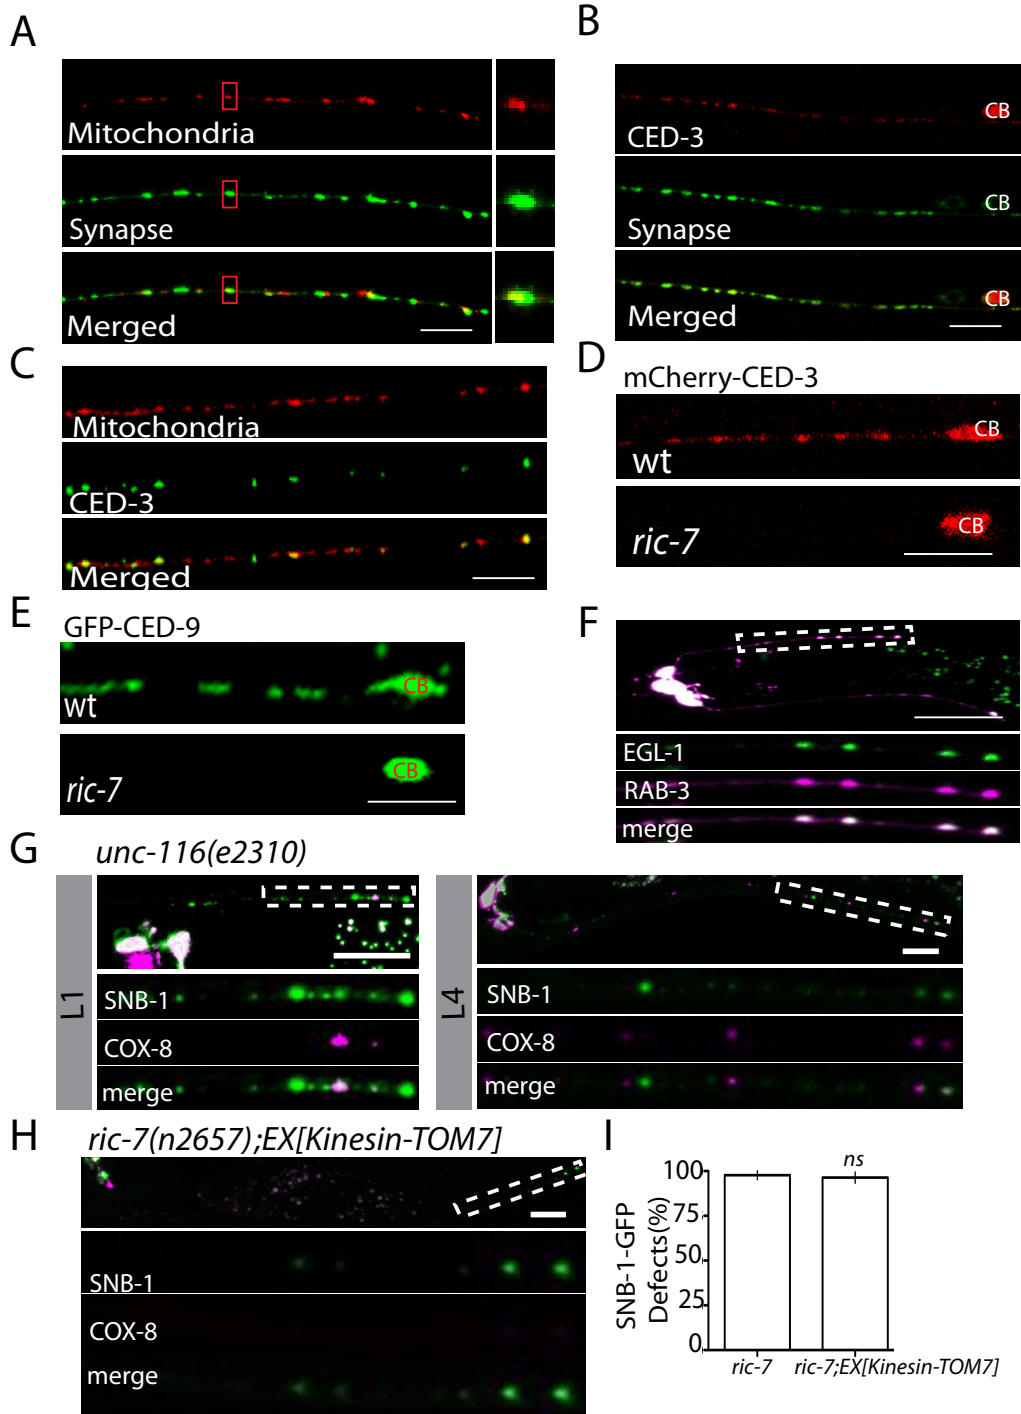 A
Mitochondria
Synapse
Merged
B
CED-3
CB
Synapse
CB
Merged
CB
C
Mitochondria
CED-3
Merged
D
mCherry-CED-3
wt
CB
ric-7
CB
E
GFP-CED-9
wt
CB
ric-7
CB
F
EGL-1
RAB-3
merge
G
unc-116(e2310)
L1
SNB-1
COX-8
merge
L4
SNB-1
COX-8
merge
H
ric-7(n2657);EX[Kinesin-TOM7]
SNB-1
COX-8
merge
I
SNB-1-GFP
Defects(%)
100
75
50
25
0
ns
ric-7
ric-7;EX[Kinesin-TOM7]